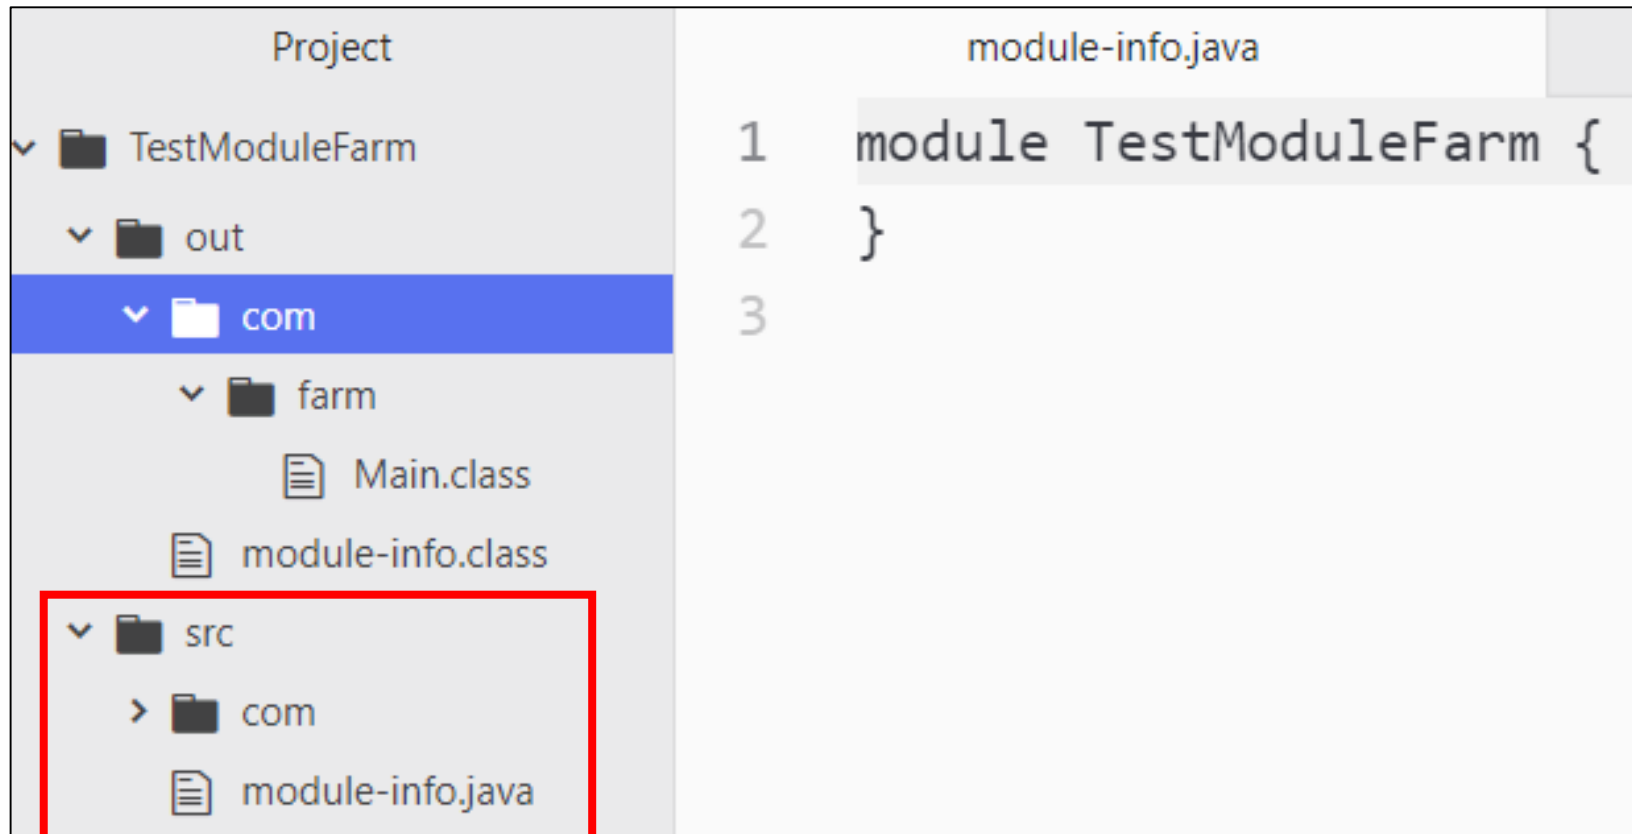 Project
TestModuleFarm
out
com
farm
Main.class
module-info.class
src
com
module-info.java
module-info.java
1 module TestModuleFarm {
2 }
3